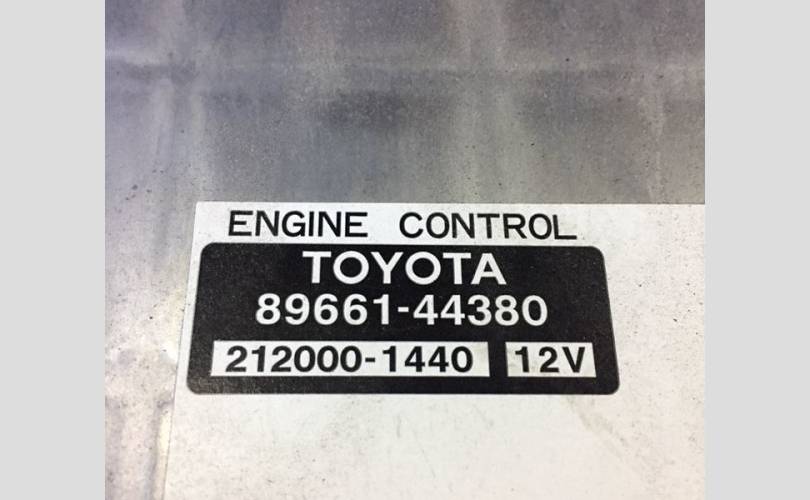 ENGINE CONTROL
TOYOTA
89661-44380
212000-1440 12V